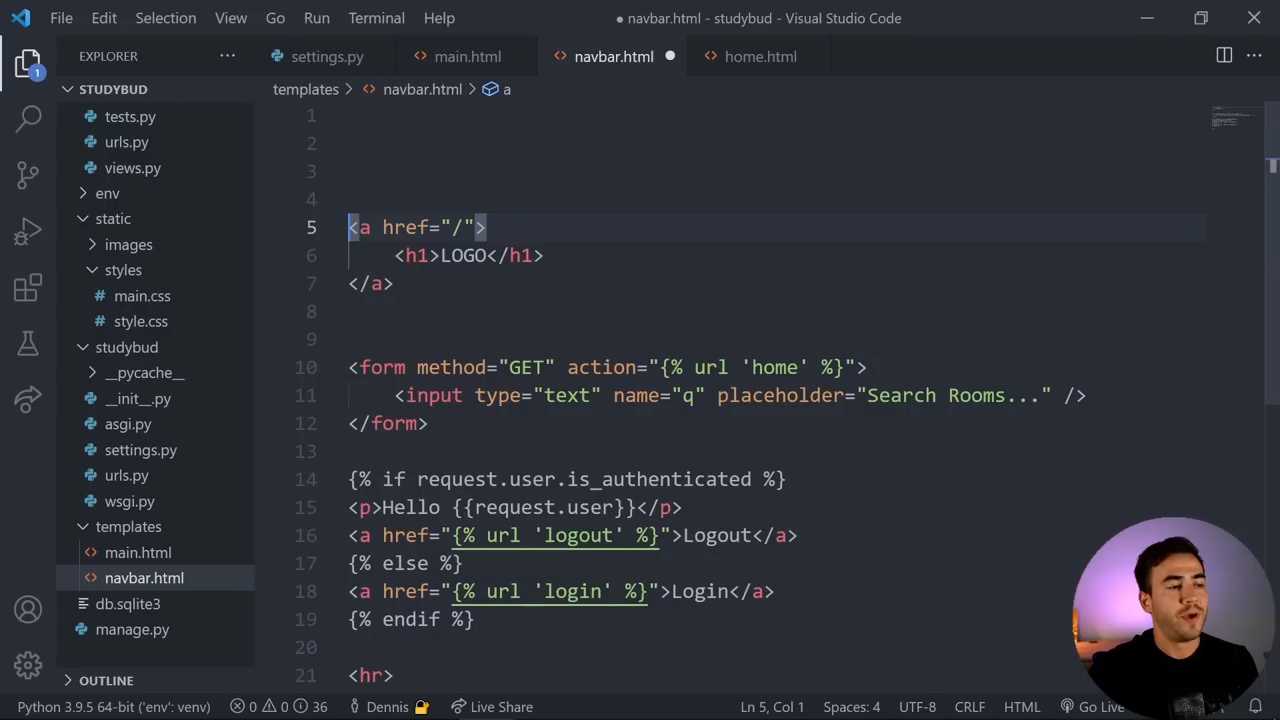 File Edit Selection View Go Run Terminal Help
● navbar.html - studybud - Visual Studio Code
EXPLORER
settings.py
main.html
navbar.html
home.html
1
STUDYBUD
templates > navbar.html > a
tests.py
urls.py
views.py
env
static
images
styles
main.css
style.css
studybud
__pycache__
__init__.py
asgi.py
settings.py
urls.py
wsgi.py
templates
main.html
navbar.html
db.sqlite3
manage.py
OUTLINE
1
2
3
4
5 <a href="/">
6 <h1>LOGO</h1>
7 </a>
8
9
10 <form method="GET" action="{% url 'home' %}">
11 <input type="text" name="q" placeholder="Search Rooms..." />
12 </form>
13
14 {% if request.user.is_authenticated %}
15 <p>Hello {{request.user}}</p>
16 <a href="{% url 'logout' %}">Logout</a>
17 {% else %}
18 <a href="{% url 'login' %}">Login</a>
19 {% endif %}
20
21 <hr>
Python 3.9.5 64-bit ('env': venv) 0 0 36 Dennis Live Share Ln 5, Col 1 Spaces: 4 UTF-8 CRLF HTML Go Live